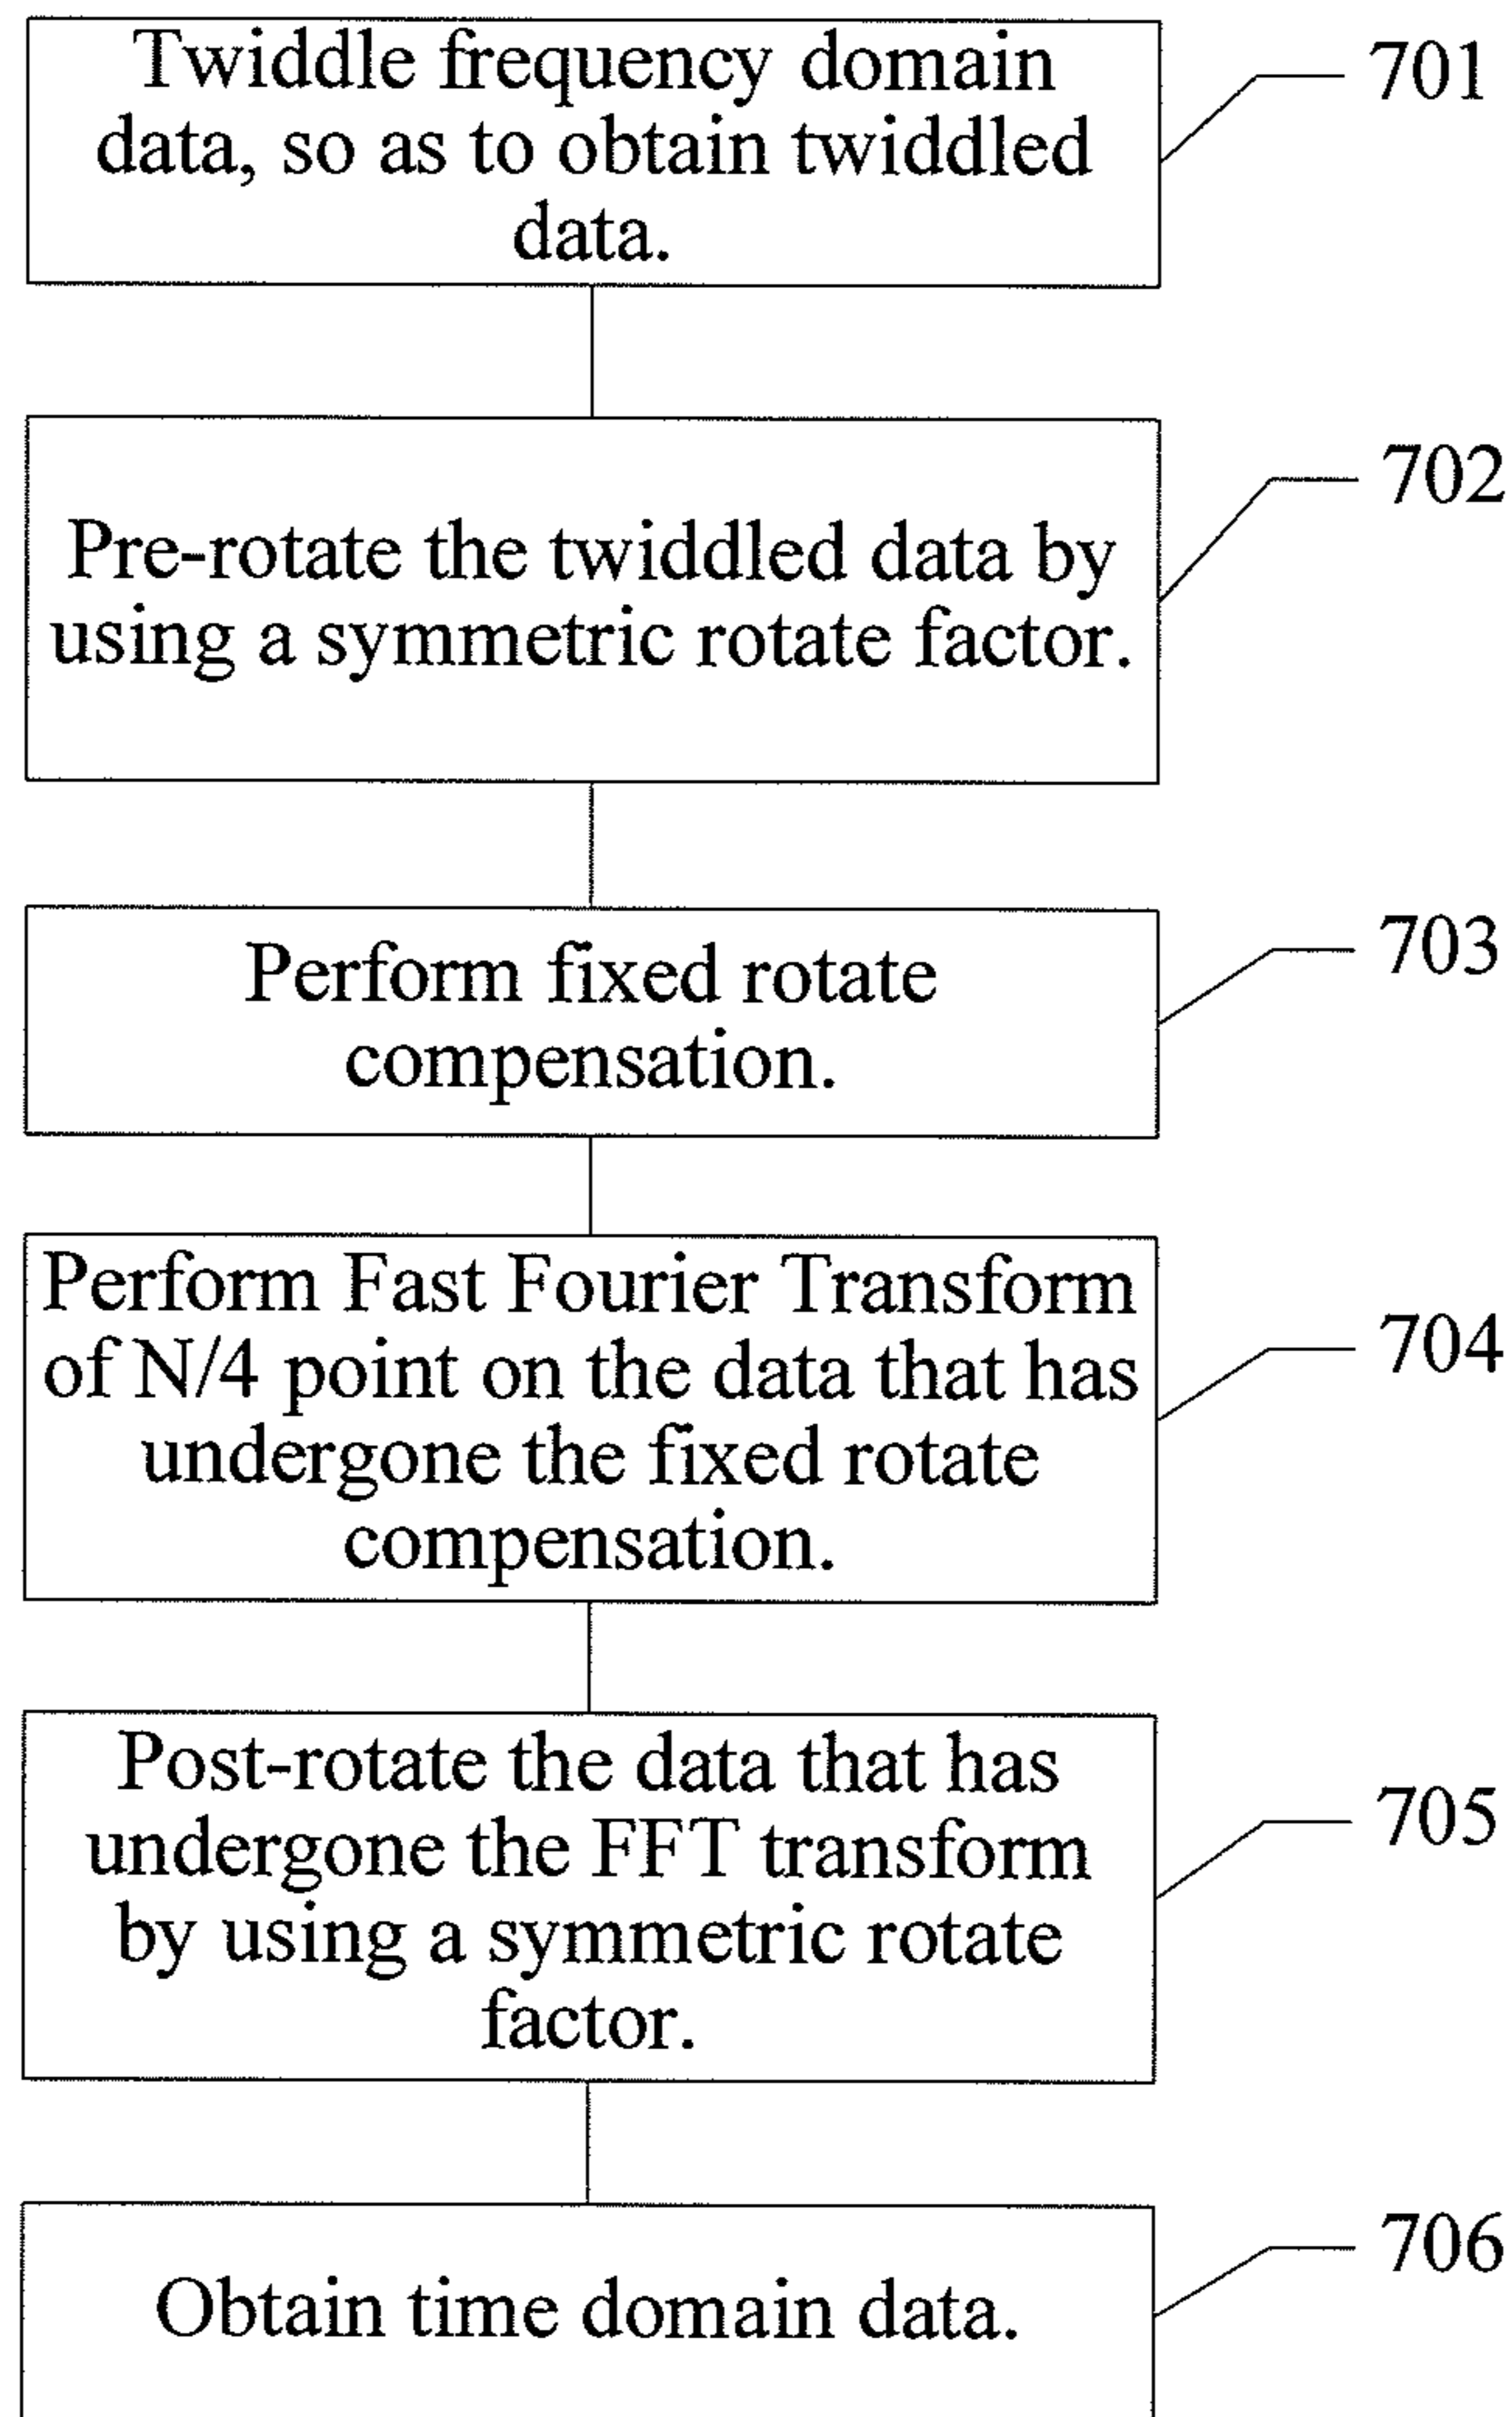 Twiddle frequency domain
data, so as to obtain twiddled
data.
701
Pre-rotate the twiddled data by
using a symmetric rotate factor.
702
Perform fixed rotate
compensation.
703
Perform Fast Fourier Transform
of N/4 point on the data that has
undergone the fixed rotate
compensation.
704
Post-rotate the data that has
undergone the FFT transform
by using a symmetric rotate
factor.
705
Obtain time domain data.
706